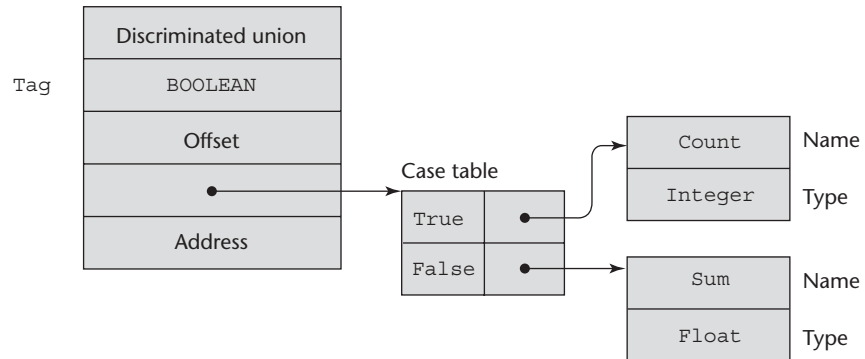 Discriminated union
Tag
BOOLEAN
Offset
Address
Case table
True
False
Count
Name
Integer
Type
Sum
Name
Float
Type